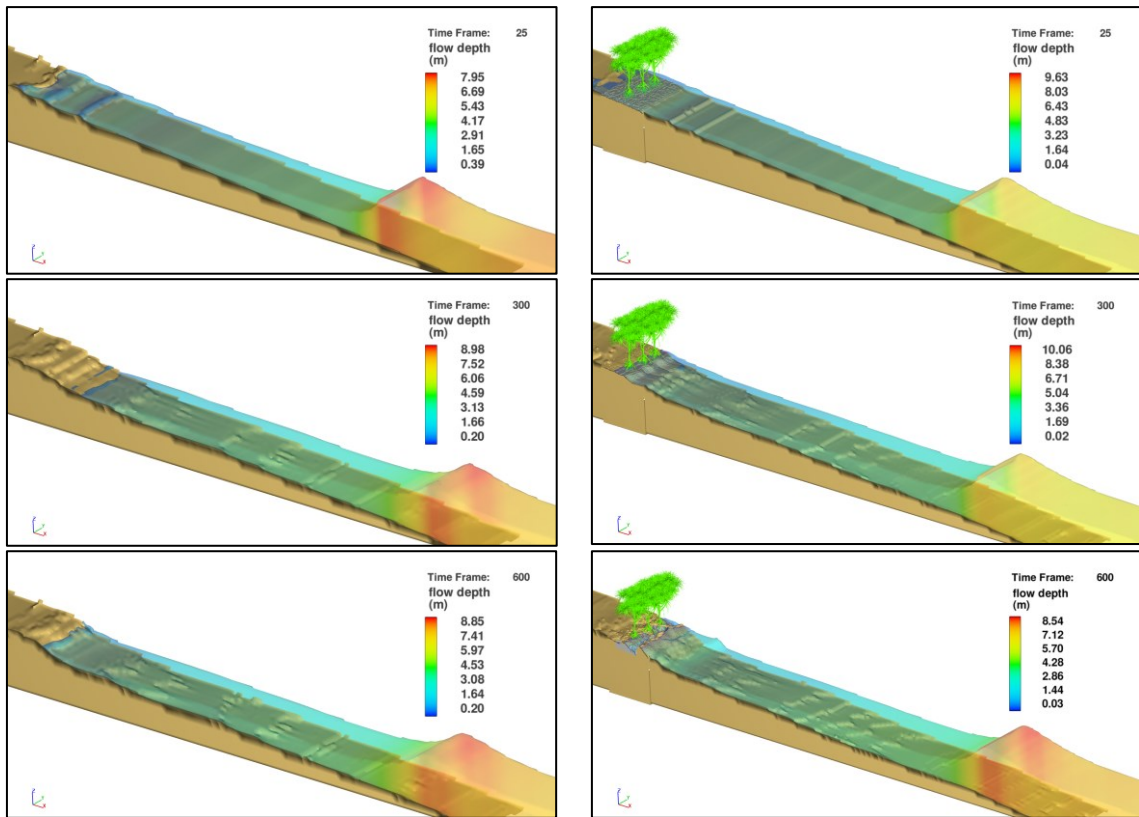 Time Frame: 25
flow depth
(m)
7.95
6.69
5.43
4.17
2.91
1.65
0.39
Time Frame: 25
flow depth
(m)
9.63
8.03
6.43
4.83
3.23
1.64
0.04
Time Frame: 300
flow depth
(m)
8.98
7.52
6.06
4.59
3.13
1.66
0.20
Time Frame: 300
flow depth
(m)
10.06
8.38
6.71
5.04
3.36
1.69
0.02
Time Frame: 600
flow depth
(m)
8.85
7.41
5.97
4.53
3.08
1.64
0.20
Time Frame: 600
flow depth
(m)
8.54
7.12
5.70
4.28
2.86
1.44
0.03